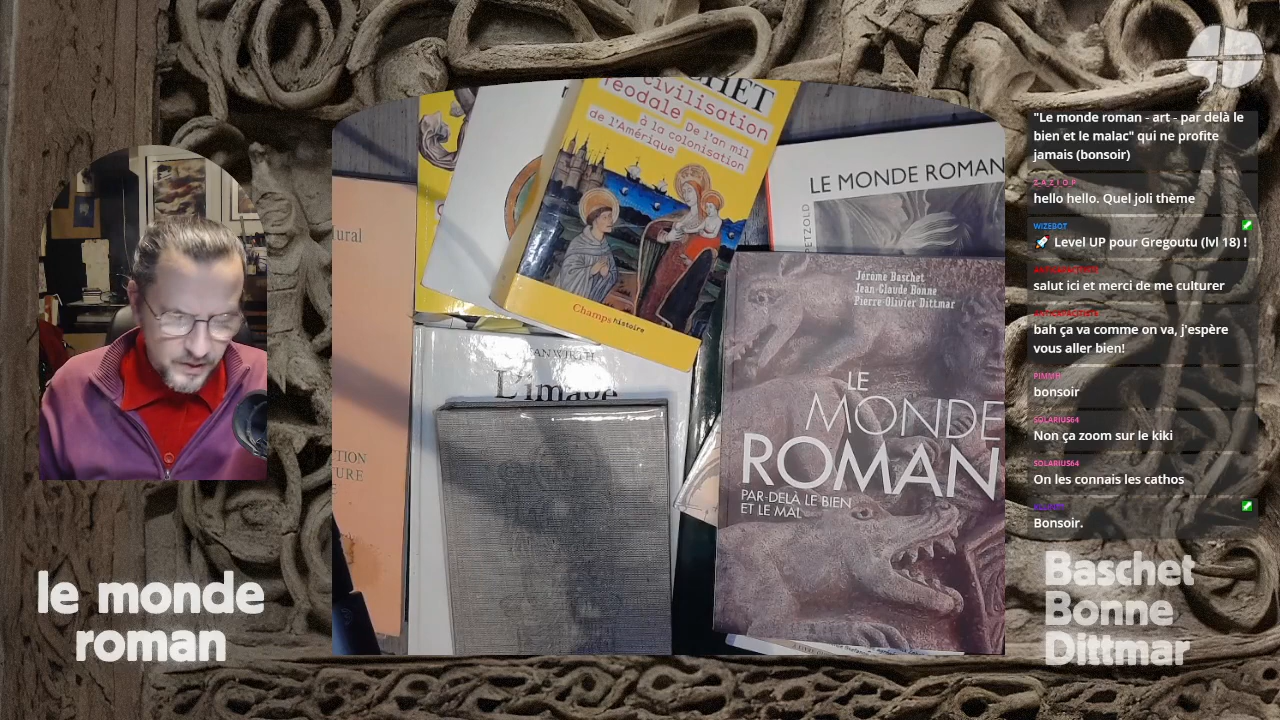 le monde
roman
CHET
civilisation
feodale De l'an mil
à la colonisation
de l'Amérique
Champs histoire
LE MONDE ROMAN
PETZOLD
L'image
Jérôme Baschet
Jean-Claude Bonne
Pierre-Olivier Dittmar
LE
MONDE
ROMAN
PAR-DELÀ LE BIEN
ET LE MAL
"Le monde roman - art - par delà le
bien et le malac" qui ne profite
jamais (bonsoir)
ZAZIOP
hello hello. Quel joli thème
WIZEBOT
🚀 Level UP pour Gregoutu (lvl 18) !
salut ici et merci de me culturer
bah ça va comme on va, j'espère
vous aller bien!
bonsoir
SOLARIUS64
Non ça zoom sur le kiki
SOLARIUS64
On les connais les cathos
Bonsoir.
Baschet
Bonne
Dittmar